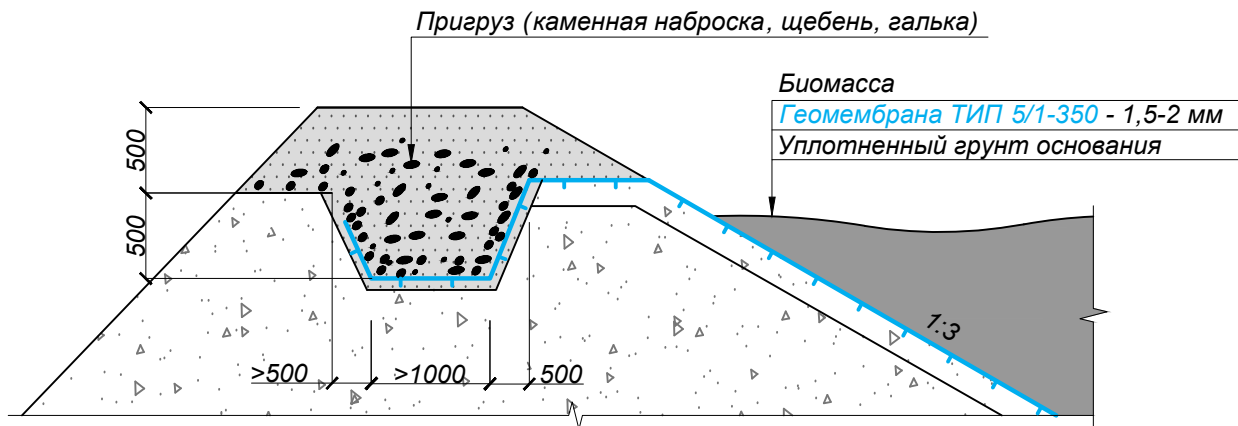 Пригруз (каменная наброска, щебень, галька)
Биомасса
Геомембрана ТИП 5/1-350 - 1,5-2 мм
Уплотненный грунт основания
500
500
1:3
>500
>1000
500